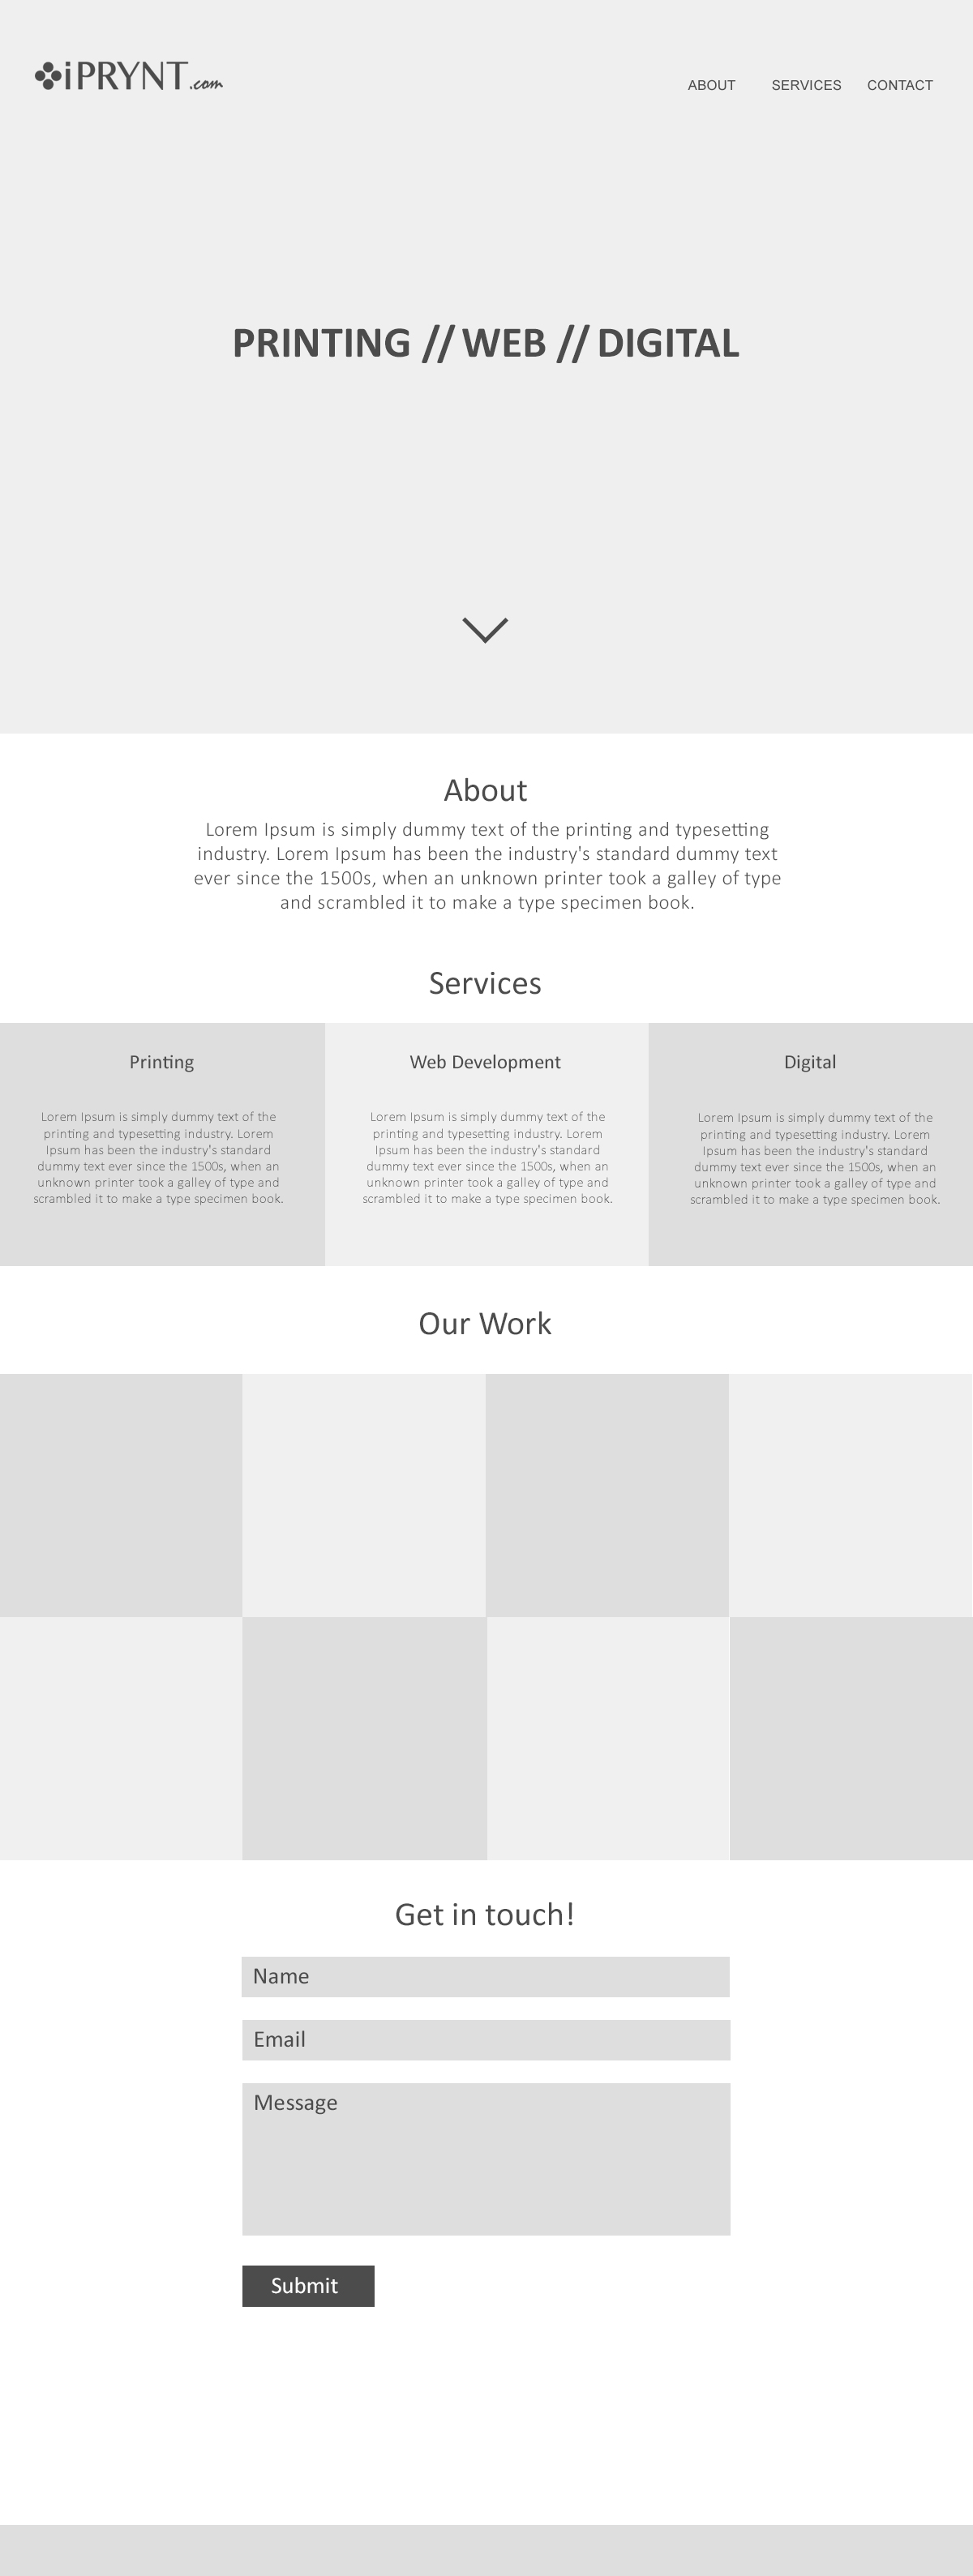 iPRYNT.com
ABOUT SERVICES CONTACT
PRINTING // WEB // DIGITAL
About
Lorem Ipsum is simply dummy text of the printing and typesetting
industry. Lorem Ipsum has been the industry's standard dummy text
ever since the 1500s, when an unknown printer took a galley of type
and scrambled it to make a type specimen book.
Services
Printing
Lorem Ipsum is simply dummy text of the
printing and typesetting industry. Lorem
Ipsum has been the industry's standard
dummy text ever since the 1500s, when an
unknown printer took a galley of type and
scrambled it to make a type specimen book.
Web Development
Lorem Ipsum is simply dummy text of the
printing and typesetting industry. Lorem
Ipsum has been the industry's standard
dummy text ever since the 1500s, when an
unknown printer took a galley of type and
scrambled it to make a type specimen book.
Digital
Lorem Ipsum is simply dummy text of the
printing and typesetting industry. Lorem
Ipsum has been the industry's standard
dummy text ever since the 1500s, when an
unknown printer took a galley of type and
scrambled it to make a type specimen book.
Our Work
Get in touch!
Name
Email
Message
Submit